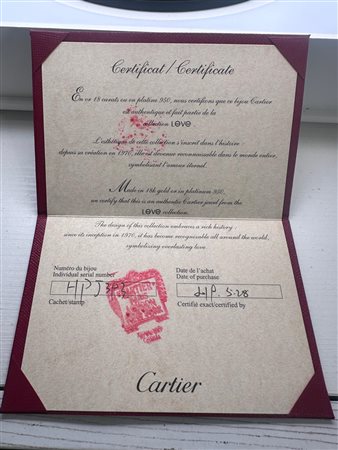 Certificat / Certificate
En or 18 carats ou en platine 950, nous certifions que ce bijou Cartier
est authentique et fait partie de la
collection LOVE
L'esthétique de cette collection s'inscrit dans l'histoire
depuis sa création en 1970, elle est devenue reconnaissable dans le monde entier,
symbolisant l'amour éternel.
Made in 18k gold or in platinum 950,
we certify that this is an authentic Cartier jewel from the
LOVE collection.
The design of this collection embraces a rich history
since its inception in 1970, it has become recognizable all around the world,
symbolizing everlasting love.
Numéro du bijou
Individual serial number
Date de l'achat
Date of purchase
5-28
Cachet/stamp
Certifié exact/certified by
CARTIER
Cartier